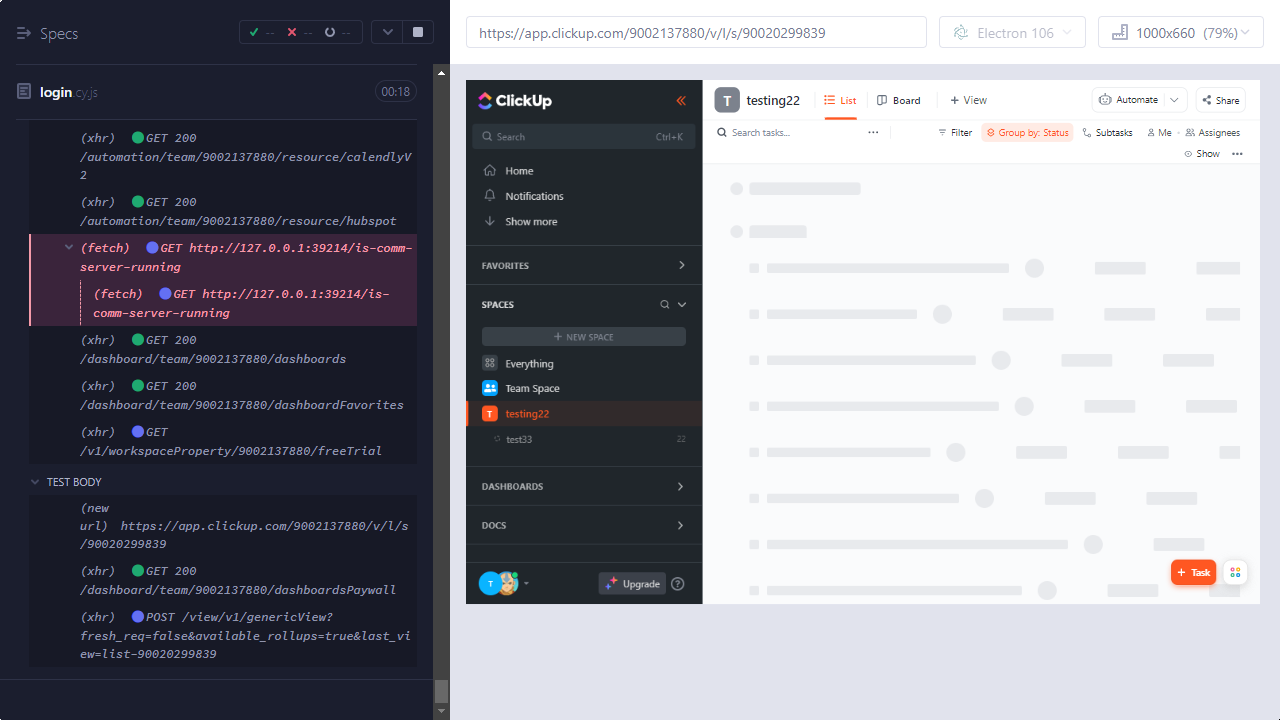 Specs
--
--
--
login.cy.js
00:18
(xhr) GET 200
/automation/team/9002137880/resource/calendlyV
2
(xhr) GET 200
/automation/team/9002137880/resource/hubspot
(fetch) GET http://127.0.0.1:39214/is-comm-
server-running
(fetch) GET http://127.0.0.1:39214/is-
comm-server-running
(xhr) GET 200
/dashboard/team/9002137880/dashboards
(xhr) GET 200
/dashboard/team/9002137880/dashboardFavorites
(xhr) GET
/v1/workspaceProperty/9002137880/freeTrial
TEST BODY
(new
url) https://app.clickup.com/9002137880/v/l/s
/90020299839
(xhr) GET 200
/dashboard/team/9002137880/dashboardsPaywall
(xhr) POST /view/v1/genericView?
fresh_req=false&available_rollups=true&last_vi
ew=list-90020299839
https://app.clickup.com/9002137880/v/l/s/90020299839
Electron 106
1000x660 (79%)
ClickUp
Search Ctrl+K
Home
Notifications
Show more
FAVORITES
SPACES
+ NEW SPACE
Everything
Team Space
T testing22
test33 22
DASHBOARDS
DOCS
T
Upgrade
?
T testing22
List
Board
+ View
Automate
Share
Search tasks...
Filter
Group by: Status
Subtasks
Me
Assignees
Show
+ Task